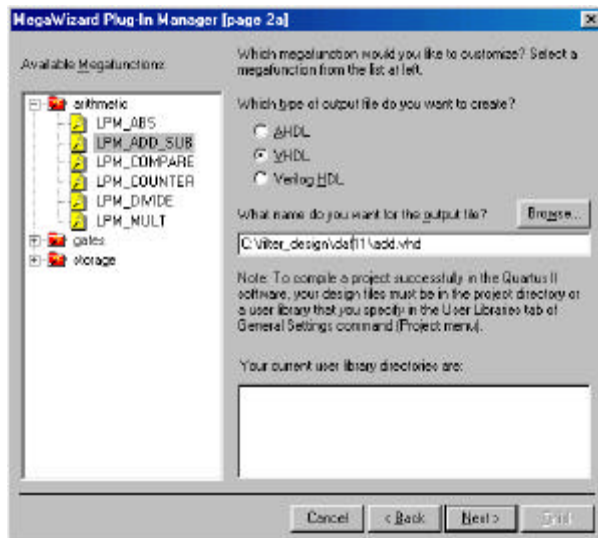 MegaWizard Plug-In Manager [page 2a]
Available Megafunctions:
arithmetic
LPM_ABS
LPM_ADD_SUB
LPM_COMPARE
LPM_COUNTER
LPM_DIVIDE
LPM_MULT
gates
storage
Which megafunction would you like to customize? Select a
megafunction from the list at left.
Which type of output file do you want to create?
AHDL
VHDL
Verilog HDL
What name do you want for the output file?
Browse...
\add.vhd
Note: To compile a project successfully in the Quartus II
software, your design files must be in the project directory or
a user library that you specify in the User Libraries tab of
General Settings command (Project menu).
Your current user library directories are:
Cancel
< Back
Next >